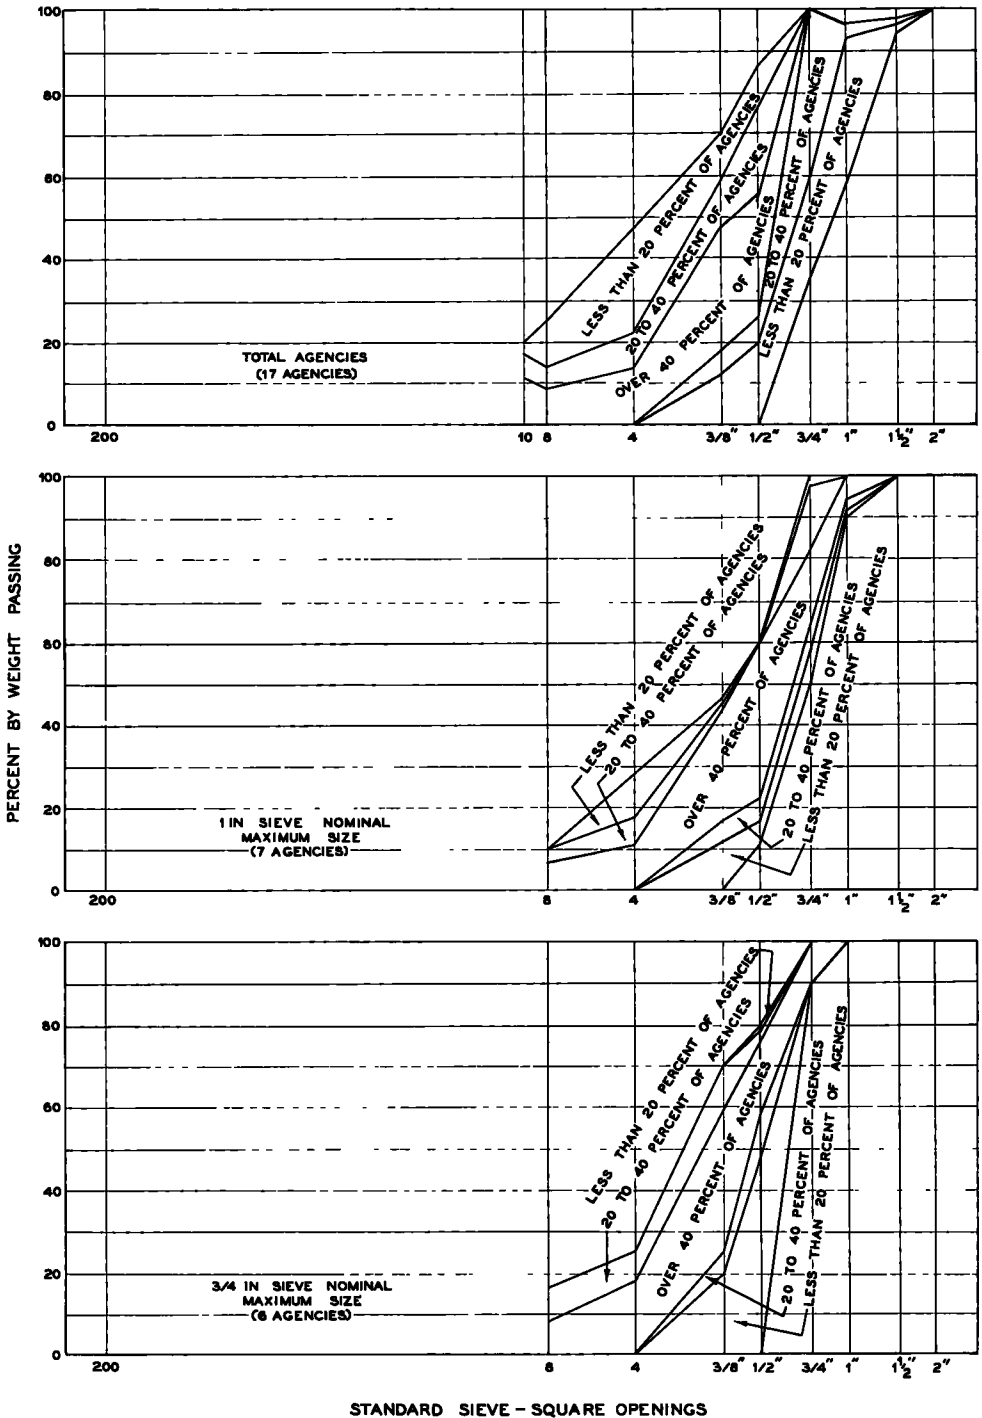 100
80
60
40
20
0
LESS THAN 20 PERCENT OF AGENCIES
20 TO 40 PERCENT OF AGENCIES
OVER 40 PERCENT OF AGENCIES
20 TO 40 PERCENT OF AGENCIES
LESS THAN 20 PERCENT OF AGENCIES
TOTAL AGENCIES
(17 AGENCIES)
200 10 8 4 3/8" 1/2" 3/4" 1" 1 1/2" 2"
PERCENT BY WEIGHT PASSING
100
80
60
40
20
0
LESS THAN 20 PERCENT OF AGENCIES
20 TO 40 PERCENT OF AGENCIES
OVER 40 PERCENT OF AGENCIES
20 TO 40 PERCENT OF AGENCIES
LESS THAN 20 PERCENT OF AGENCIES
1 IN SIEVE NOMINAL
MAXIMUM SIZE
(7 AGENCIES)
200 8 4 3/8" 1/2" 3/4" 1" 1 1/2" 2"
100
80
60
40
20
0
LESS THAN 20 PERCENT OF AGENCIES
20 TO 40 PERCENT OF AGENCIES
OVER 40 PERCENT OF AGENCIES
20 TO 40 PERCENT OF AGENCIES
LESS THAN 20 PERCENT OF AGENCIES
3/4 IN SIEVE NOMINAL
MAXIMUM SIZE
(6 AGENCIES)
200 8 4 3/8" 1/2" 3/4" 1" 1 1/2" 2"
STANDARD SIEVE - SQUARE OPENINGS